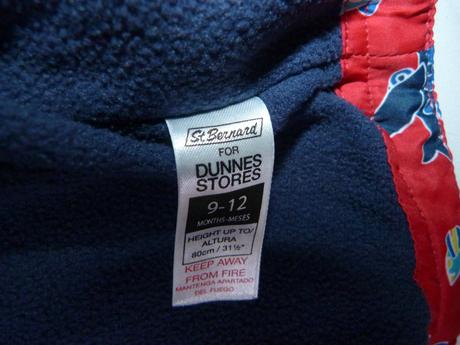 St Bernard
FOR
DUNNES
STORES
9-12
MONTHS-MESES
HEIGHT UP TO/
ALTURA
80cm / 31½"
KEEP AWAY
FROM FIRE
MANTENGA APARTADO
DEL FUEGO